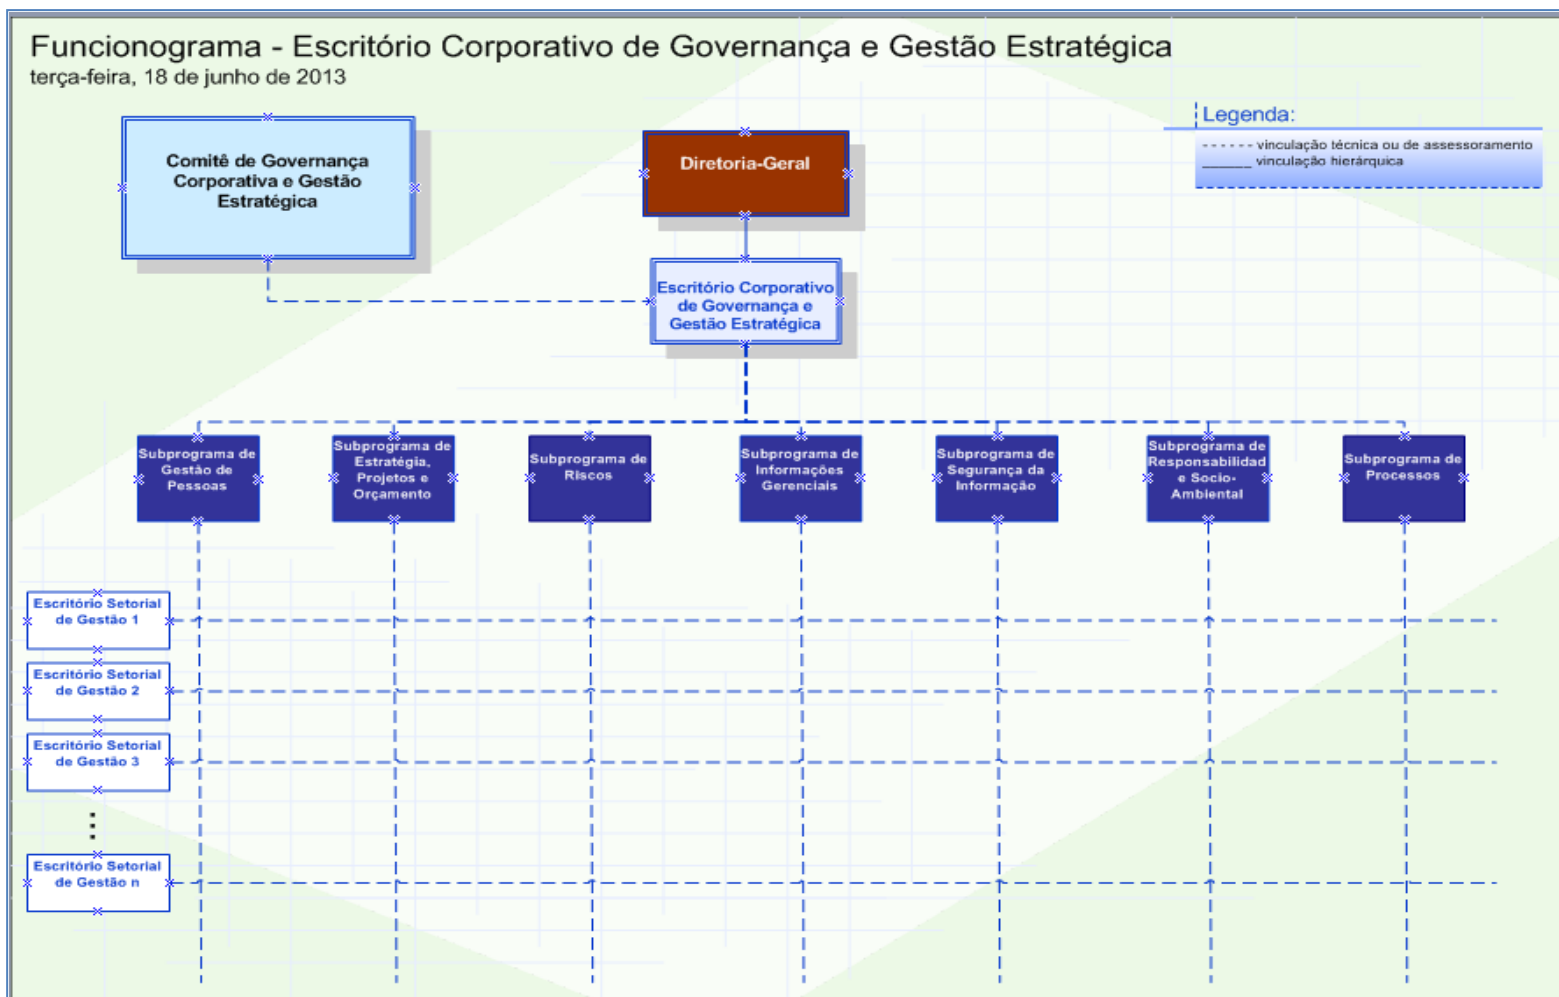 Funcionograma - Escritório Corporativo de Governança e Gestão Estratégica
terça-feira, 18 de junho de 2013
Legenda:
- - - - - - vinculação técnica ou de assessoramento
______ vinculação hierárquica
Comitê de Governança
Corporativa e Gestão
Estratégica
Diretoria-Geral
Escritório Corporativo
de Governança e
Gestão Estratégica
Subprograma de
Gestão de
Pessoas
Subprograma de
Estratégia,
Projetos e
Orçamento
Subprograma de
Riscos
Subprograma de
Informações
Gerenciais
Subprograma de
Segurança da
Informação
Subprograma de
Responsabilidad
e Socio-
Ambiental
Subprograma de
Processos
Escritório Setorial
de Gestão 1
Escritório Setorial
de Gestão 2
Escritório Setorial
de Gestão 3
...
Escritório Setorial
de Gestão n